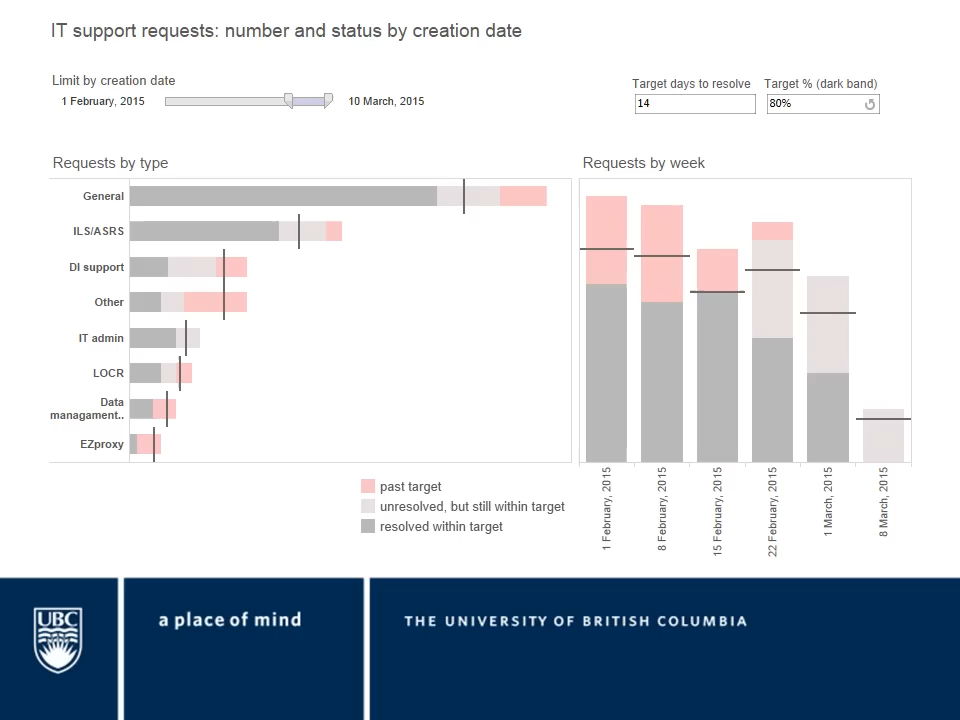 IT support requests: number and status by creation date
Limit by creation date
1 February, 2015
10 March, 2015
Target days to resolve
Target % (dark band)
14
80%
Requests by type
General
ILS/ASRS
DI support
Other
IT admin
LOCR
Data
managament..
EZproxy
past target
unresolved, but still within target
resolved within target
Requests by week
1 February, 2015
8 February, 2015
15 February, 2015
22 February, 2015
1 March, 2015
8 March, 2015
UBC
a place of mind
THE UNIVERSITY OF BRITISH COLUMBIA